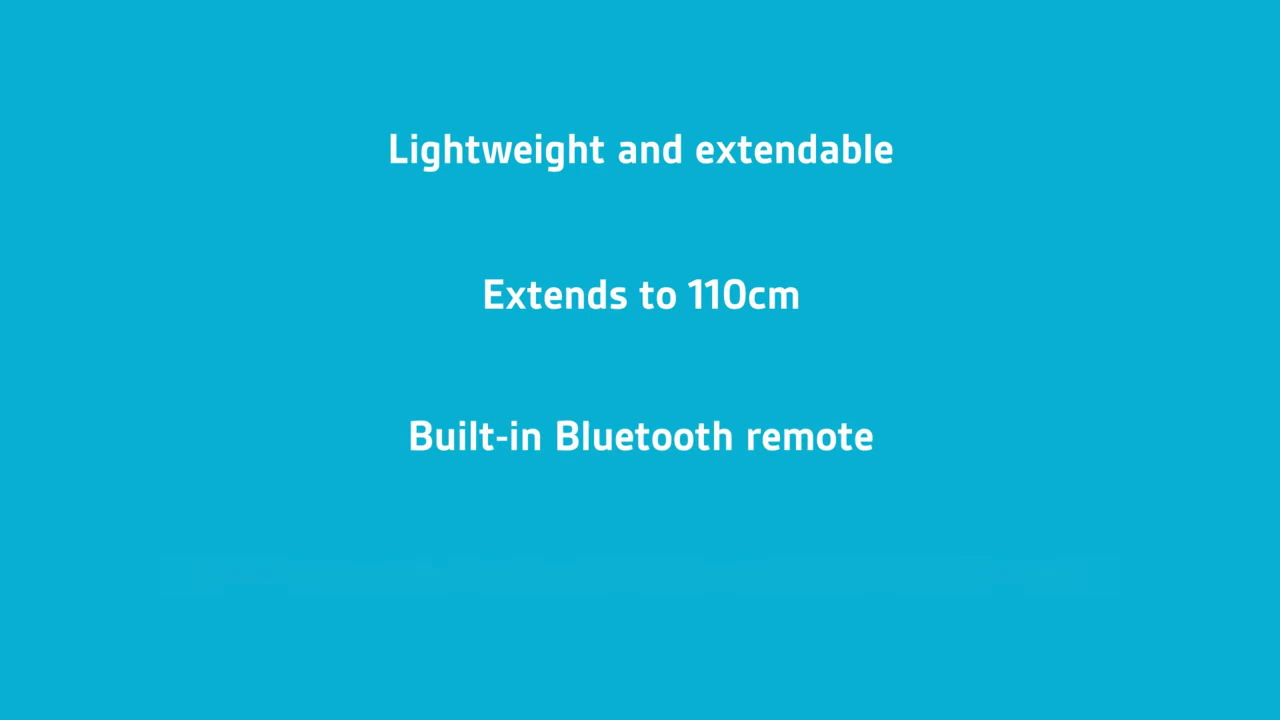 Lightweight and extendable
Extends to 110cm
Built-in Bluetooth remote